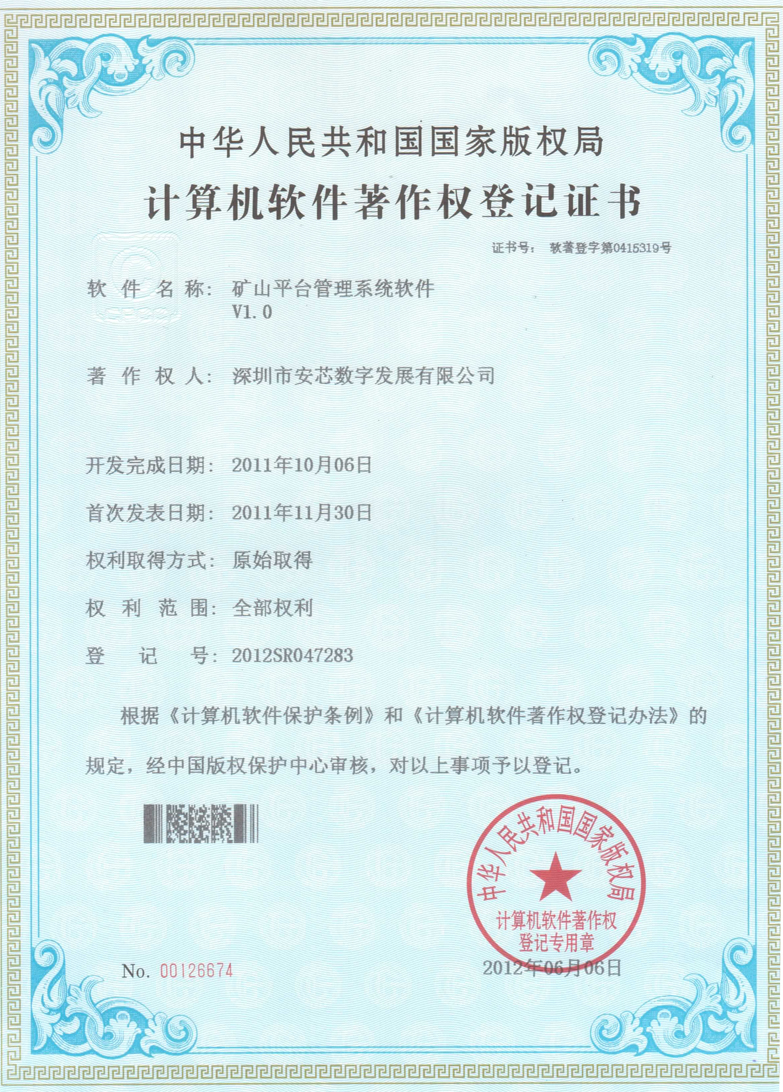 中华人民共和国国家版权局
计算机软件著作权登记证书
证书号： 软著登字第0415319号
CPCC
软件名称： 矿山平台管理系统软件
V1.0
著作权人： 深圳市安芯数字发展有限公司
开发完成日期： 2011年10月06日
首次发表日期： 2011年11月30日
权利取得方式： 原始取得
权利范围： 全部权利
登记号： 2012SR047283
根据《计算机软件保护条例》和《计算机软件著作权登记办法》的
规定，经中国版权保护中心审核，对以上事项予以登记。
中华人民共和国国家版权局
计算机软件著作权
登记专用章
No. 00126674
2012年06月06日